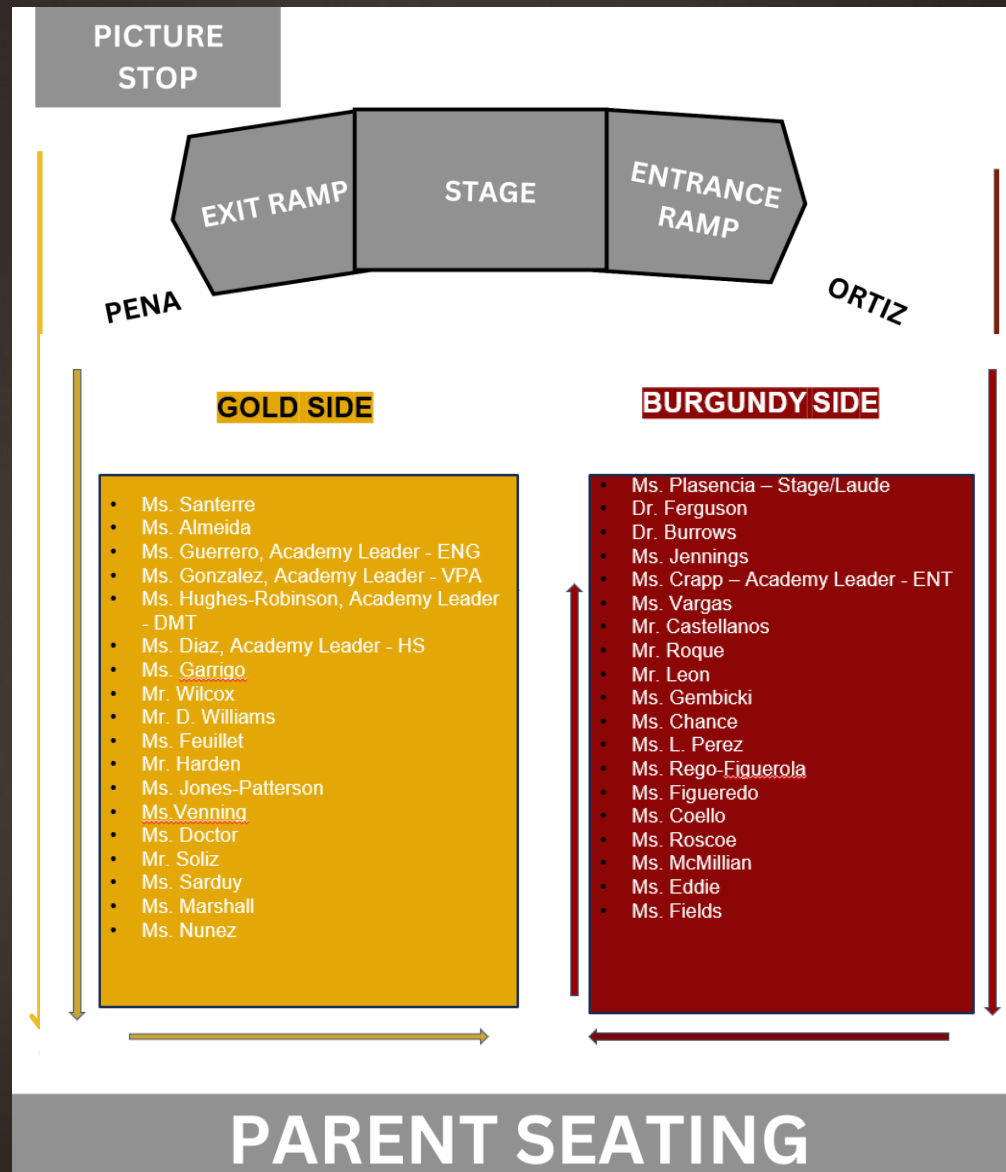 PICTURE
STOP
EXIT RAMP
STAGE
ENTRANCE
RAMP
PENA
ORTIZ
GOLD SIDE
• Ms. Santerre
• Ms. Almeida
• Ms. Guerrero, Academy Leader - ENG
• Ms. Gonzalez, Academy Leader - VPA
• Ms. Hughes-Robinson, Academy Leader
- DMT
• Ms. Diaz, Academy Leader - HS
• Ms. Garrigo
• Mr. Wilcox
• Mr. D. Williams
• Ms. Feuillet
• Mr. Harden
• Ms. Jones-Patterson
• Ms.Venning
• Ms. Doctor
• Mr. Soliz
• Ms. Sarduy
• Ms. Marshall
• Ms. Nunez
BURGUNDY SIDE
• Ms. Plasencia – Stage/Laude
• Dr. Ferguson
• Dr. Burrows
• Ms. Jennings
• Ms. Crapp – Academy Leader - ENT
• Ms. Vargas
• Mr. Castellanos
• Mr. Roque
• Mr. Leon
• Ms. Gembicki
• Ms. Chance
• Ms. L. Perez
• Ms. Rego-Figuerola
• Ms. Figueredo
• Ms. Coello
• Ms. Roscoe
• Ms. McMillian
• Ms. Eddie
• Ms. Fields
PARENT SEATING